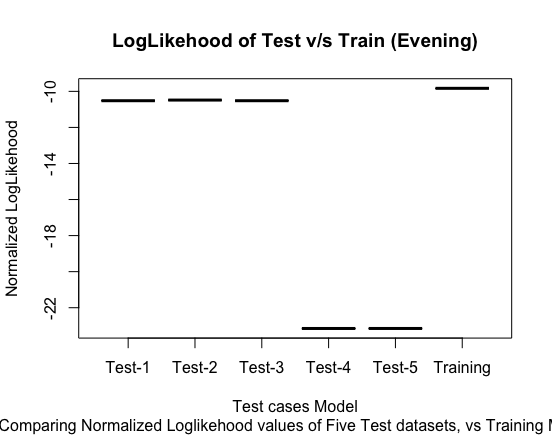 LogLikehood of Test v/s Train (Evening)
Normalized LogLikehood
-10
-14
-18
-22
Test-1 Test-2 Test-3 Test-4 Test-5 Training
Test cases Model
Comparing Normalized Loglikehood values of Five Test datasets, vs Training